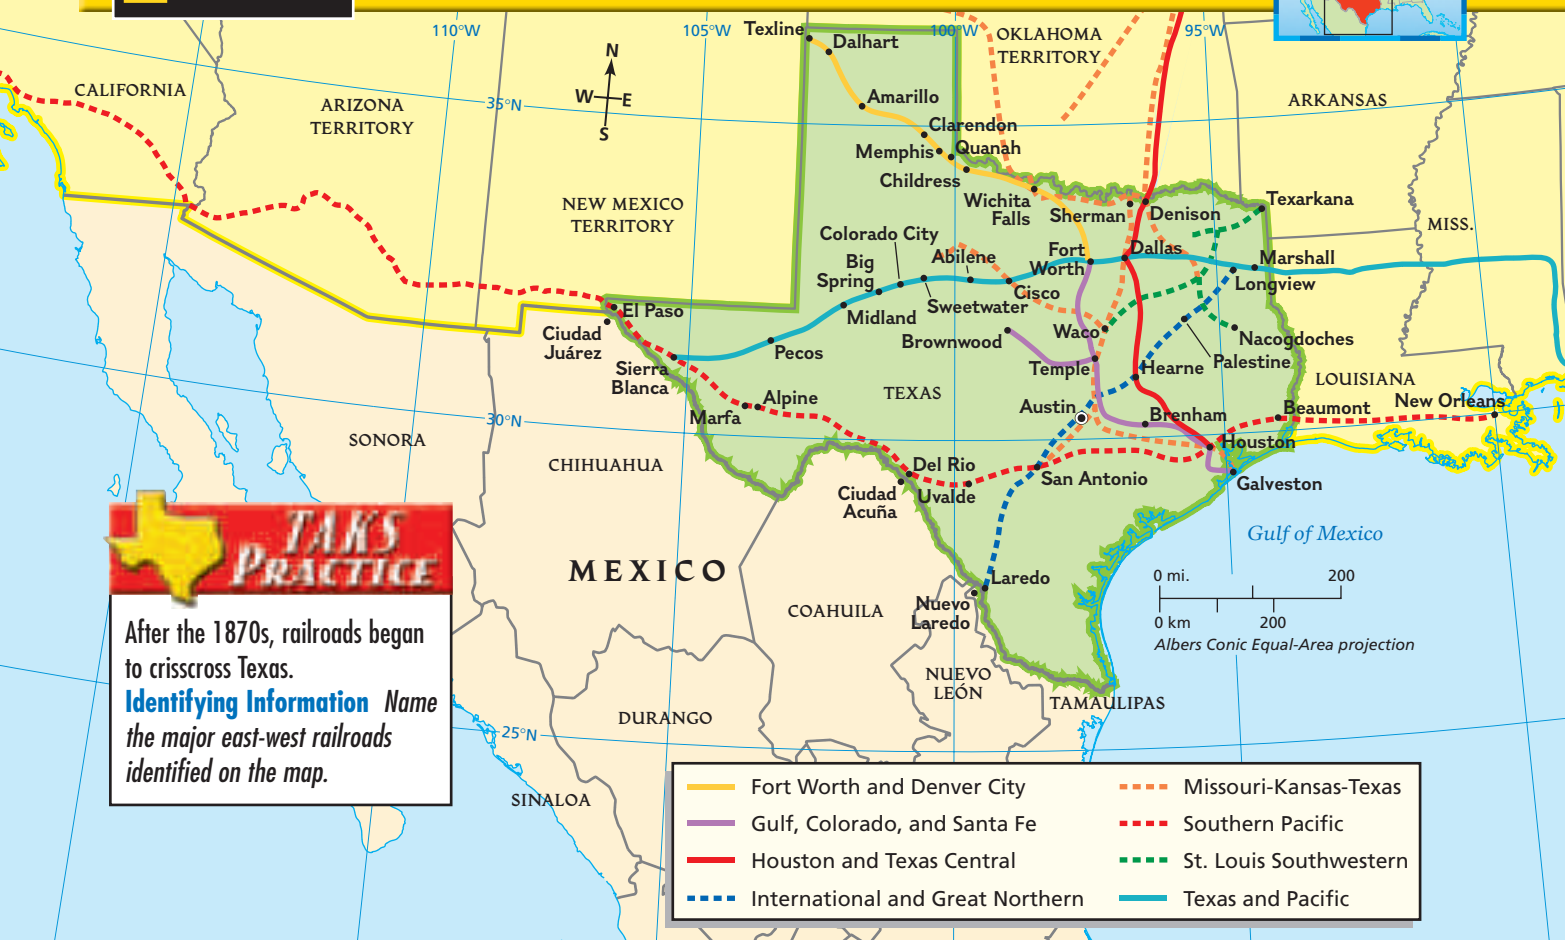 110°W
105°W
100°W
95°W
Texline
Dalhart
OKLAHOMA
TERRITORY
N
W
E
S
CALIFORNIA
ARIZONA
TERRITORY
35°N
Amarillo
ARKANSAS
Clarendon
Memphis
Quanah
Childress
NEW MEXICO
TERRITORY
Wichita
Falls
Sherman
Denison
Texarkana
MISS.
Colorado City
Big
Spring
Abilene
Fort
Worth
Dallas
Marshall
Longview
Sweetwater
Cisco
El Paso
Ciudad
Juárez
Midland
Waco
Brownwood
Nacogdoches
Pecos
Palestine
Sierra
Blanca
Temple
Hearne
TEXAS
LOUISIANA
Marfa
Alpine
Austin
Brenham
Beaumont
New Orleans
30°N
SONORA
Houston
CHIHUAHUA
Del Rio
Ciudad
Acuña
Uvalde
San Antonio
Galveston
Gulf of Mexico
MEXICO
Laredo
COAHUILA
Nuevo
Laredo
0 mi.
200
0 km
200
Albers Conic Equal-Area projection
NUEVO
LEÓN
TAMAULIPAS
DURANGO
25°N
SINALOA
TAKS
PRACTICE
After the 1870s, railroads began
to crisscross Texas.
Identifying Information Name
the major east-west railroads
identified on the map.
Fort Worth and Denver City
Gulf, Colorado, and Santa Fe
Houston and Texas Central
International and Great Northern
Missouri-Kansas-Texas
Southern Pacific
St. Louis Southwestern
Texas and Pacific